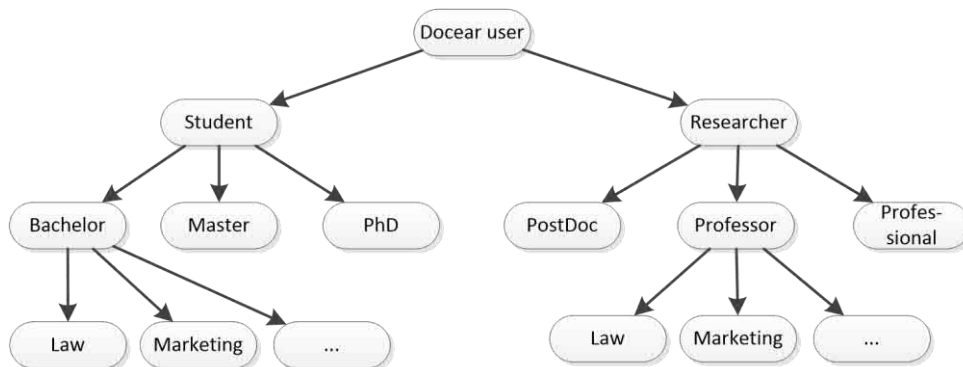 Docear user
Student
Researcher
Bachelor
Master
PhD
PostDoc
Professor
Profes-
sional
Law
Marketing
...
Law
Marketing
...